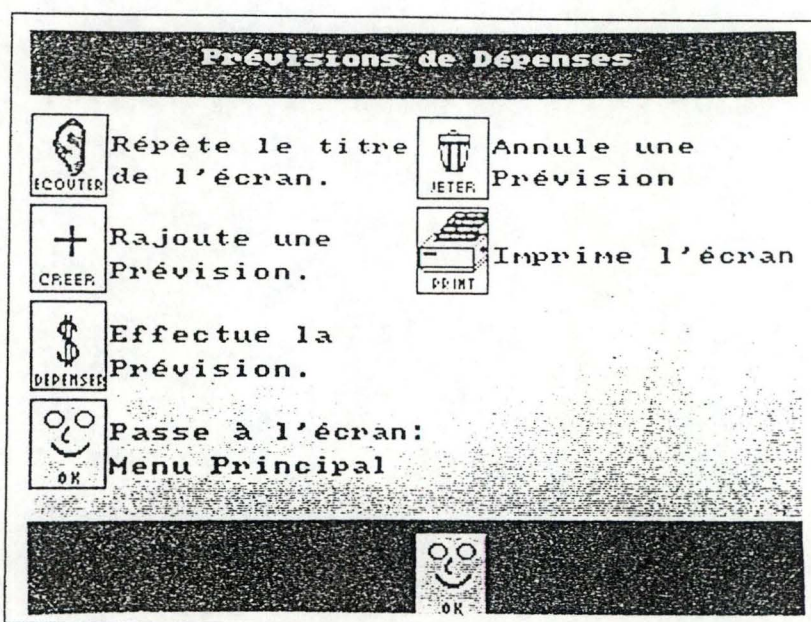 Prévisions de Dépenses
ECOUTER
Répète le titre
de l'écran.
CREER
Rajoute une
Prévision.
DEPENSER
Effectue la
Prévision.
OK
Passe à l'écran:
Menu Principal
JETER
Annule une
Prévision
PRINT
Imprime l'écran
OK